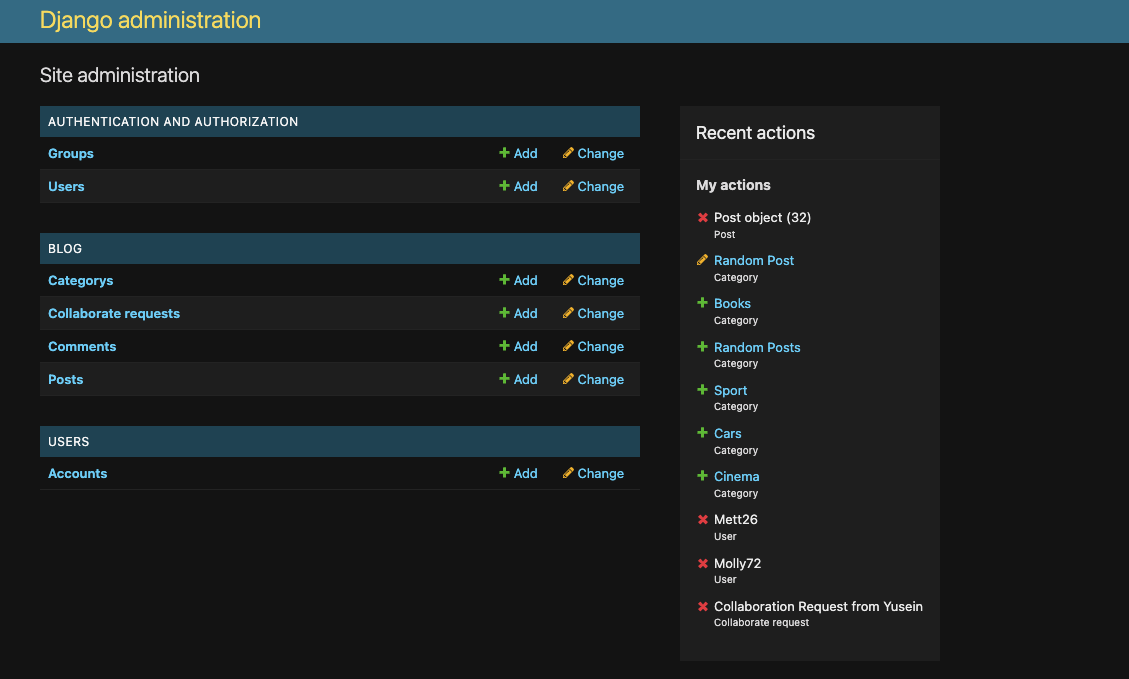 Django administration
Site administration
AUTHENTICATION AND AUTHORIZATION
Groups Add Change
Users Add Change
BLOG
Categorys Add Change
Collaborate requests Add Change
Comments Add Change
Posts Add Change
USERS
Accounts Add Change
Recent actions
My actions
Post object (32)
Post
Random Post
Category
Books
Category
Random Posts
Category
Sport
Category
Cars
Category
Cinema
Category
Mett26
User
Molly72
User
Collaboration Request from Yusein
Collaborate request